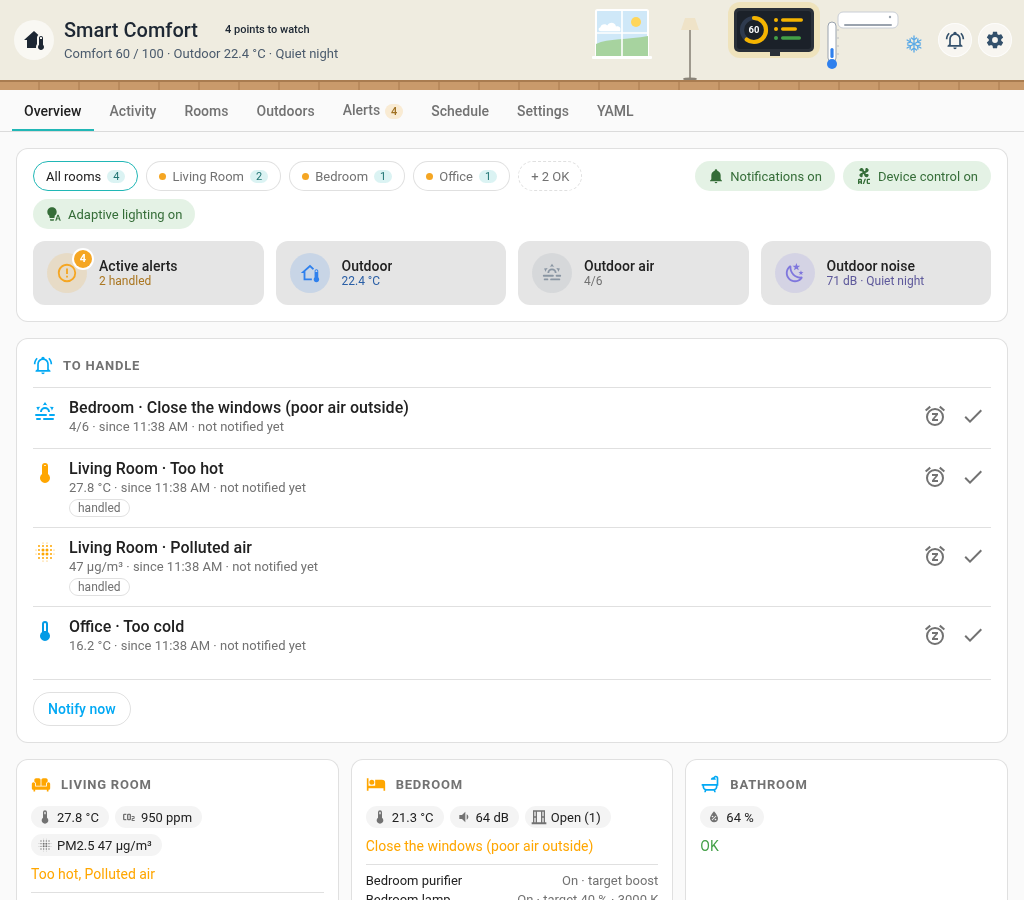 Smart Comfort
4 points to watch
Comfort 60 / 100 · Outdoor 22.4 °C · Quiet night
60
Overview
Activity
Rooms
Outdoors
Alerts 4
Schedule
Settings
YAML
All rooms 4
Living Room 2
Bedroom 1
Office 1
+ 2 OK
Notifications on
A/C
Device control on
A
Adaptive lighting on
4
Active alerts
2 handled
Outdoor
22.4 °C
Outdoor air
4/6
Outdoor noise
71 dB · Quiet night
TO HANDLE
Bedroom · Close the windows (poor air outside)
4/6 · since 11:38 AM · not notified yet
Living Room · Too hot
27.8 °C · since 11:38 AM · not notified yet
handled
Living Room · Polluted air
47 µg/m³ · since 11:38 AM · not notified yet
handled
Office · Too cold
16.2 °C · since 11:38 AM · not notified yet
Notify now
LIVING ROOM
27.8 °C
CO₂ 950 ppm
PM2.5 47 µg/m³
Too hot, Polluted air
BEDROOM
21.3 °C
64 dB
Open (1)
Close the windows (poor air outside)
Bedroom purifier On · target boost
Bedroom lamp On · target 40 % · 3000 K
BATHROOM
64 %
OK